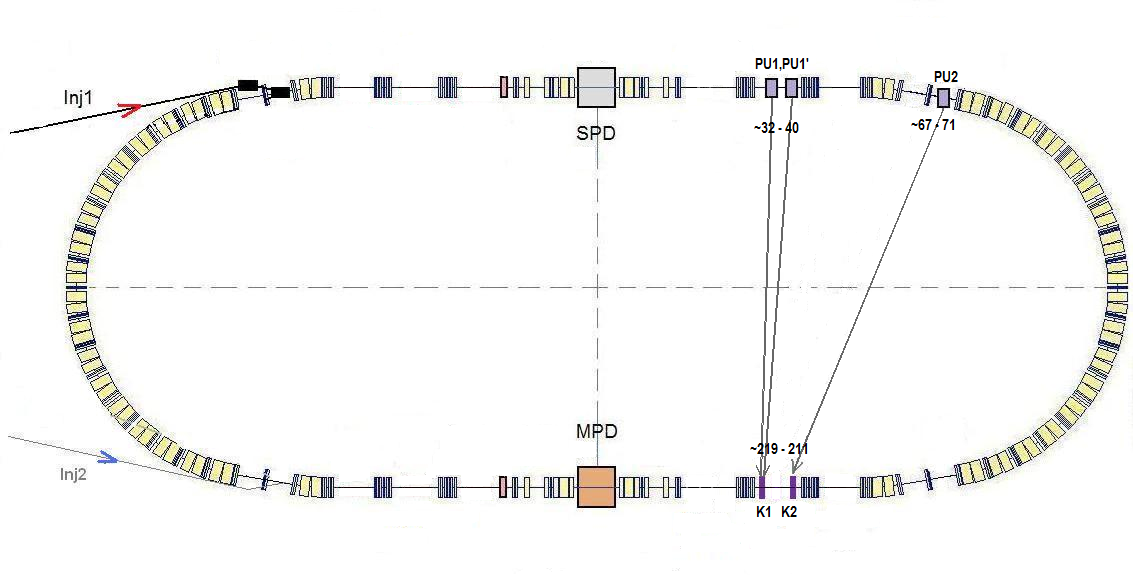 PU1,PU1'
PU2
Inj1
~32 - 40
~67 - 71
SPD
MPD
~219 - 211
Inj2
K1 K2